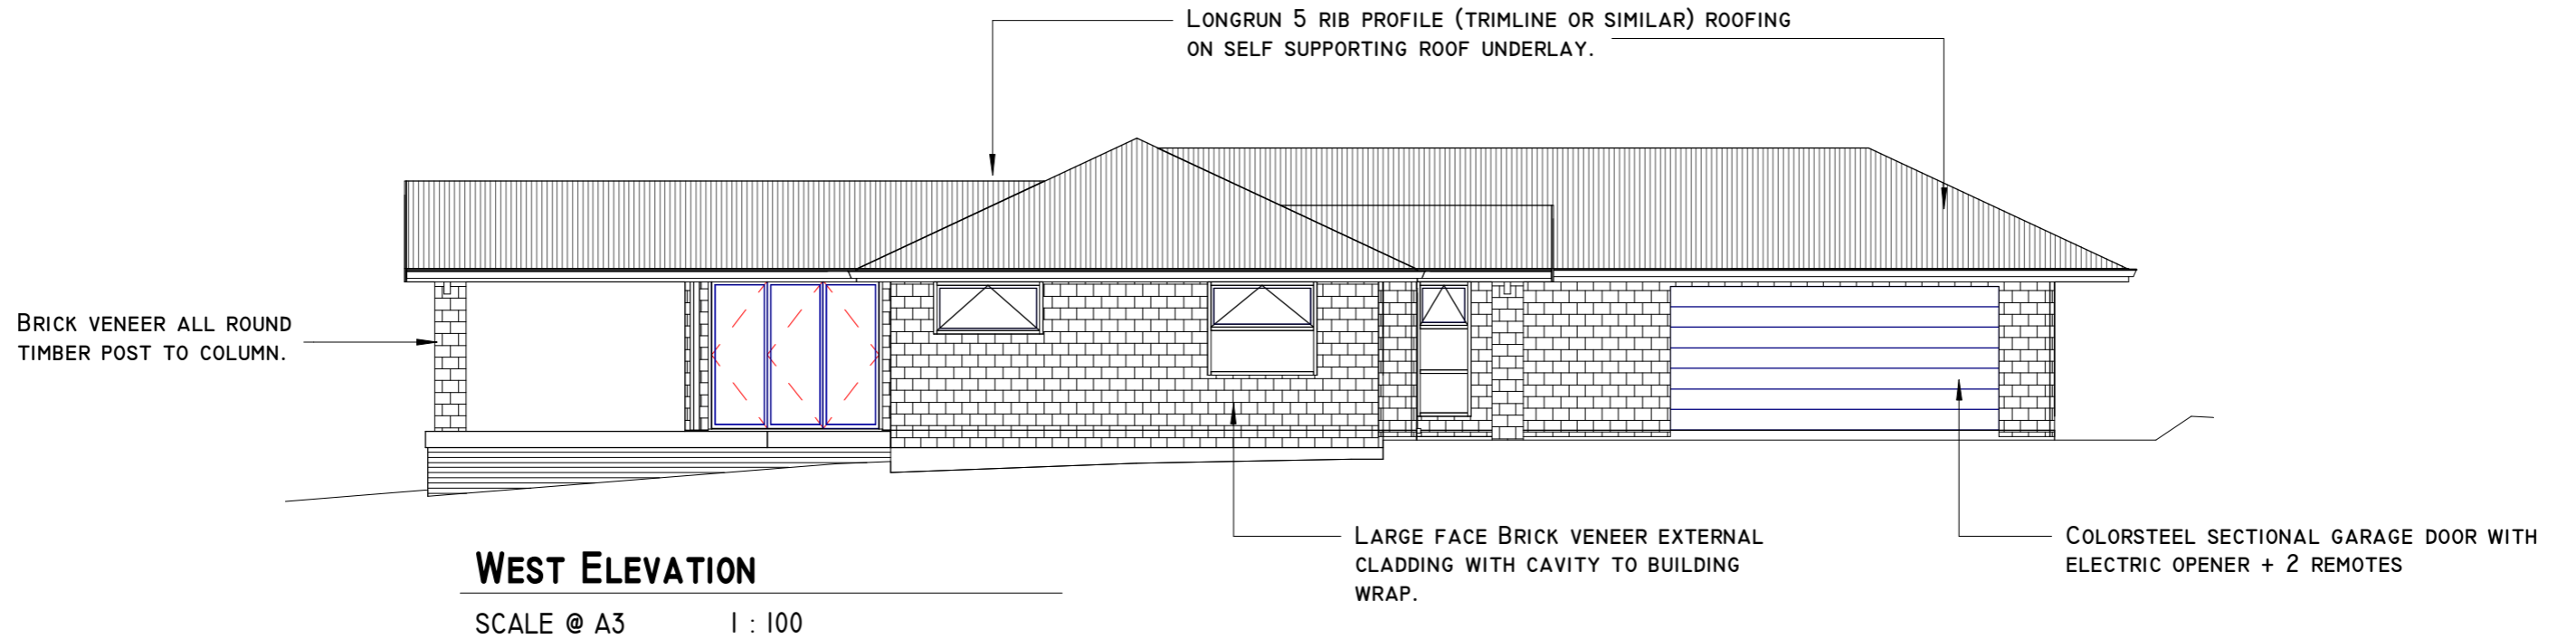 LONGRUN 5 RIB PROFILE (TRIMLINE OR SIMILAR) ROOFING
ON SELF SUPPORTING ROOF UNDERLAY.
BRICK VENEER ALL ROUND
TIMBER POST TO COLUMN.
LARGE FACE BRICK VENEER EXTERNAL
CLADDING WITH CAVITY TO BUILDING
WRAP.
COLORSTEEL SECTIONAL GARAGE DOOR WITH
ELECTRIC OPENER + 2 REMOTES
WEST ELEVATION
SCALE @ A3 1 : 100